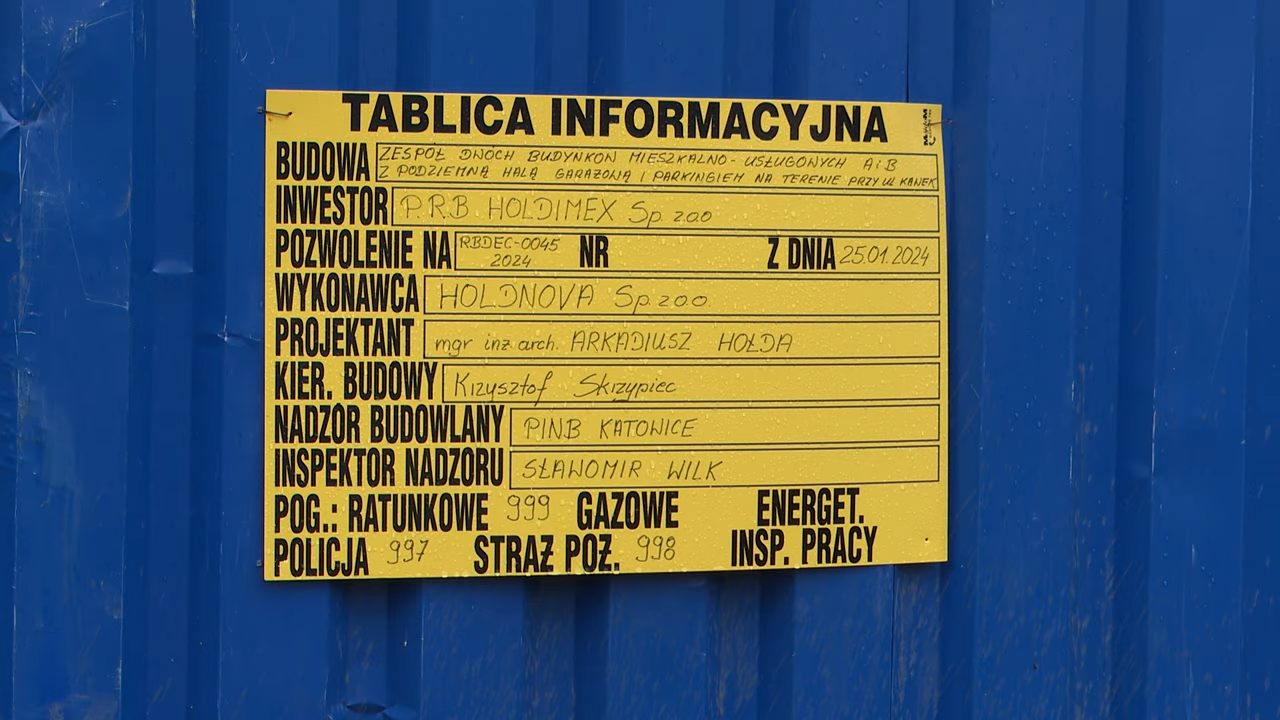 TABLICA INFORMACYJNA
BUDOWA ZESPÓŁ DWÓCH BUDYNKÓW MIESZKALNO-USŁUGOWYCH A i B
Z PODZIEMNĄ HALĄ GARAŻOWĄ I PARKINGIEM NA TERENIE PRZY UL KANEK
INWESTOR P.R.B HOLDIMEX Sp. z o.o
POZWOLENIE NA RBDEC-0045 2024 NR Z DNIA 25.01.2024
WYKONAWCA HOLDNOVA Sp z o.o.
PROJEKTANT mgr inż arch. ARKADIUSZ HOŁDA
KIER. BUDOWY Krzysztof Skrzypiec
NADZÓR BUDOWLANY PINB KATOWICE
INSPEKTOR NADZORU SŁAWOMIR WILK
POG.: RATUNKOWE 999 GAZOWE ENERGET.
POLICJA 997 STRAŻ POŻ. 998 INSP. PRACY